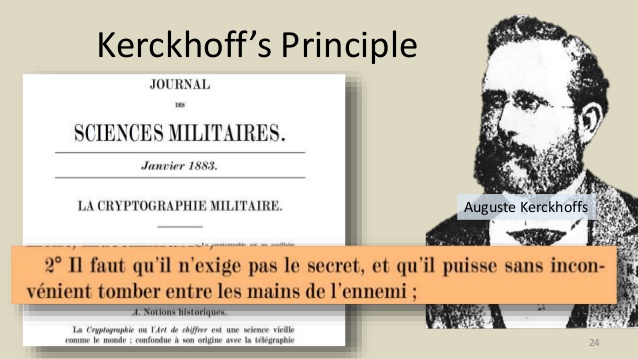 Kerckhoff's Principle
JOURNAL
DES
SCIENCES MILITAIRES.
Janvier 1883.
LA CRYPTOGRAPHIE MILITAIRE.
Auguste Kerckhoffs
2° Il faut qu'il n'exige pas le secret, et qu'il puisse sans incon-
vénient tomber entre les mains de l'ennemi ;
A. Notions historiques.
La Cryptographie ou l'Art de chiffrer est une science vieille
comme le monde ; confondue à son origine avec la télégraphie
24